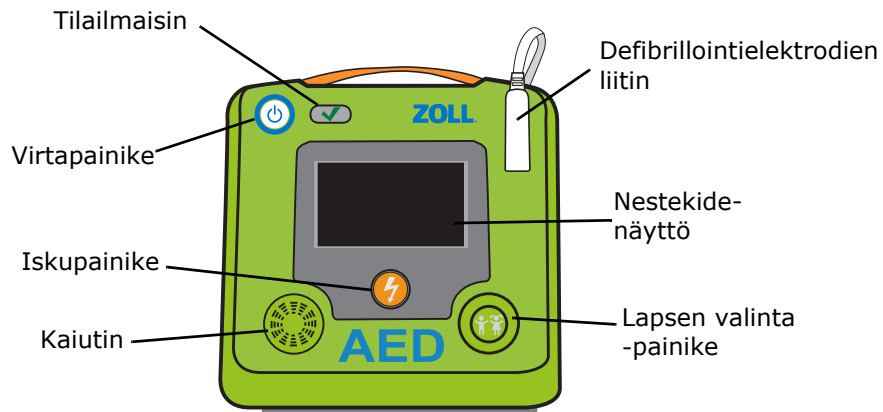 Tilailmaisin
Defibrillointielektrodien
liitin
ZOLL
Virtapainike
Nestekide-
näyttö
Iskupainike
Lapsen valinta
-painike
Kaiutin
AED